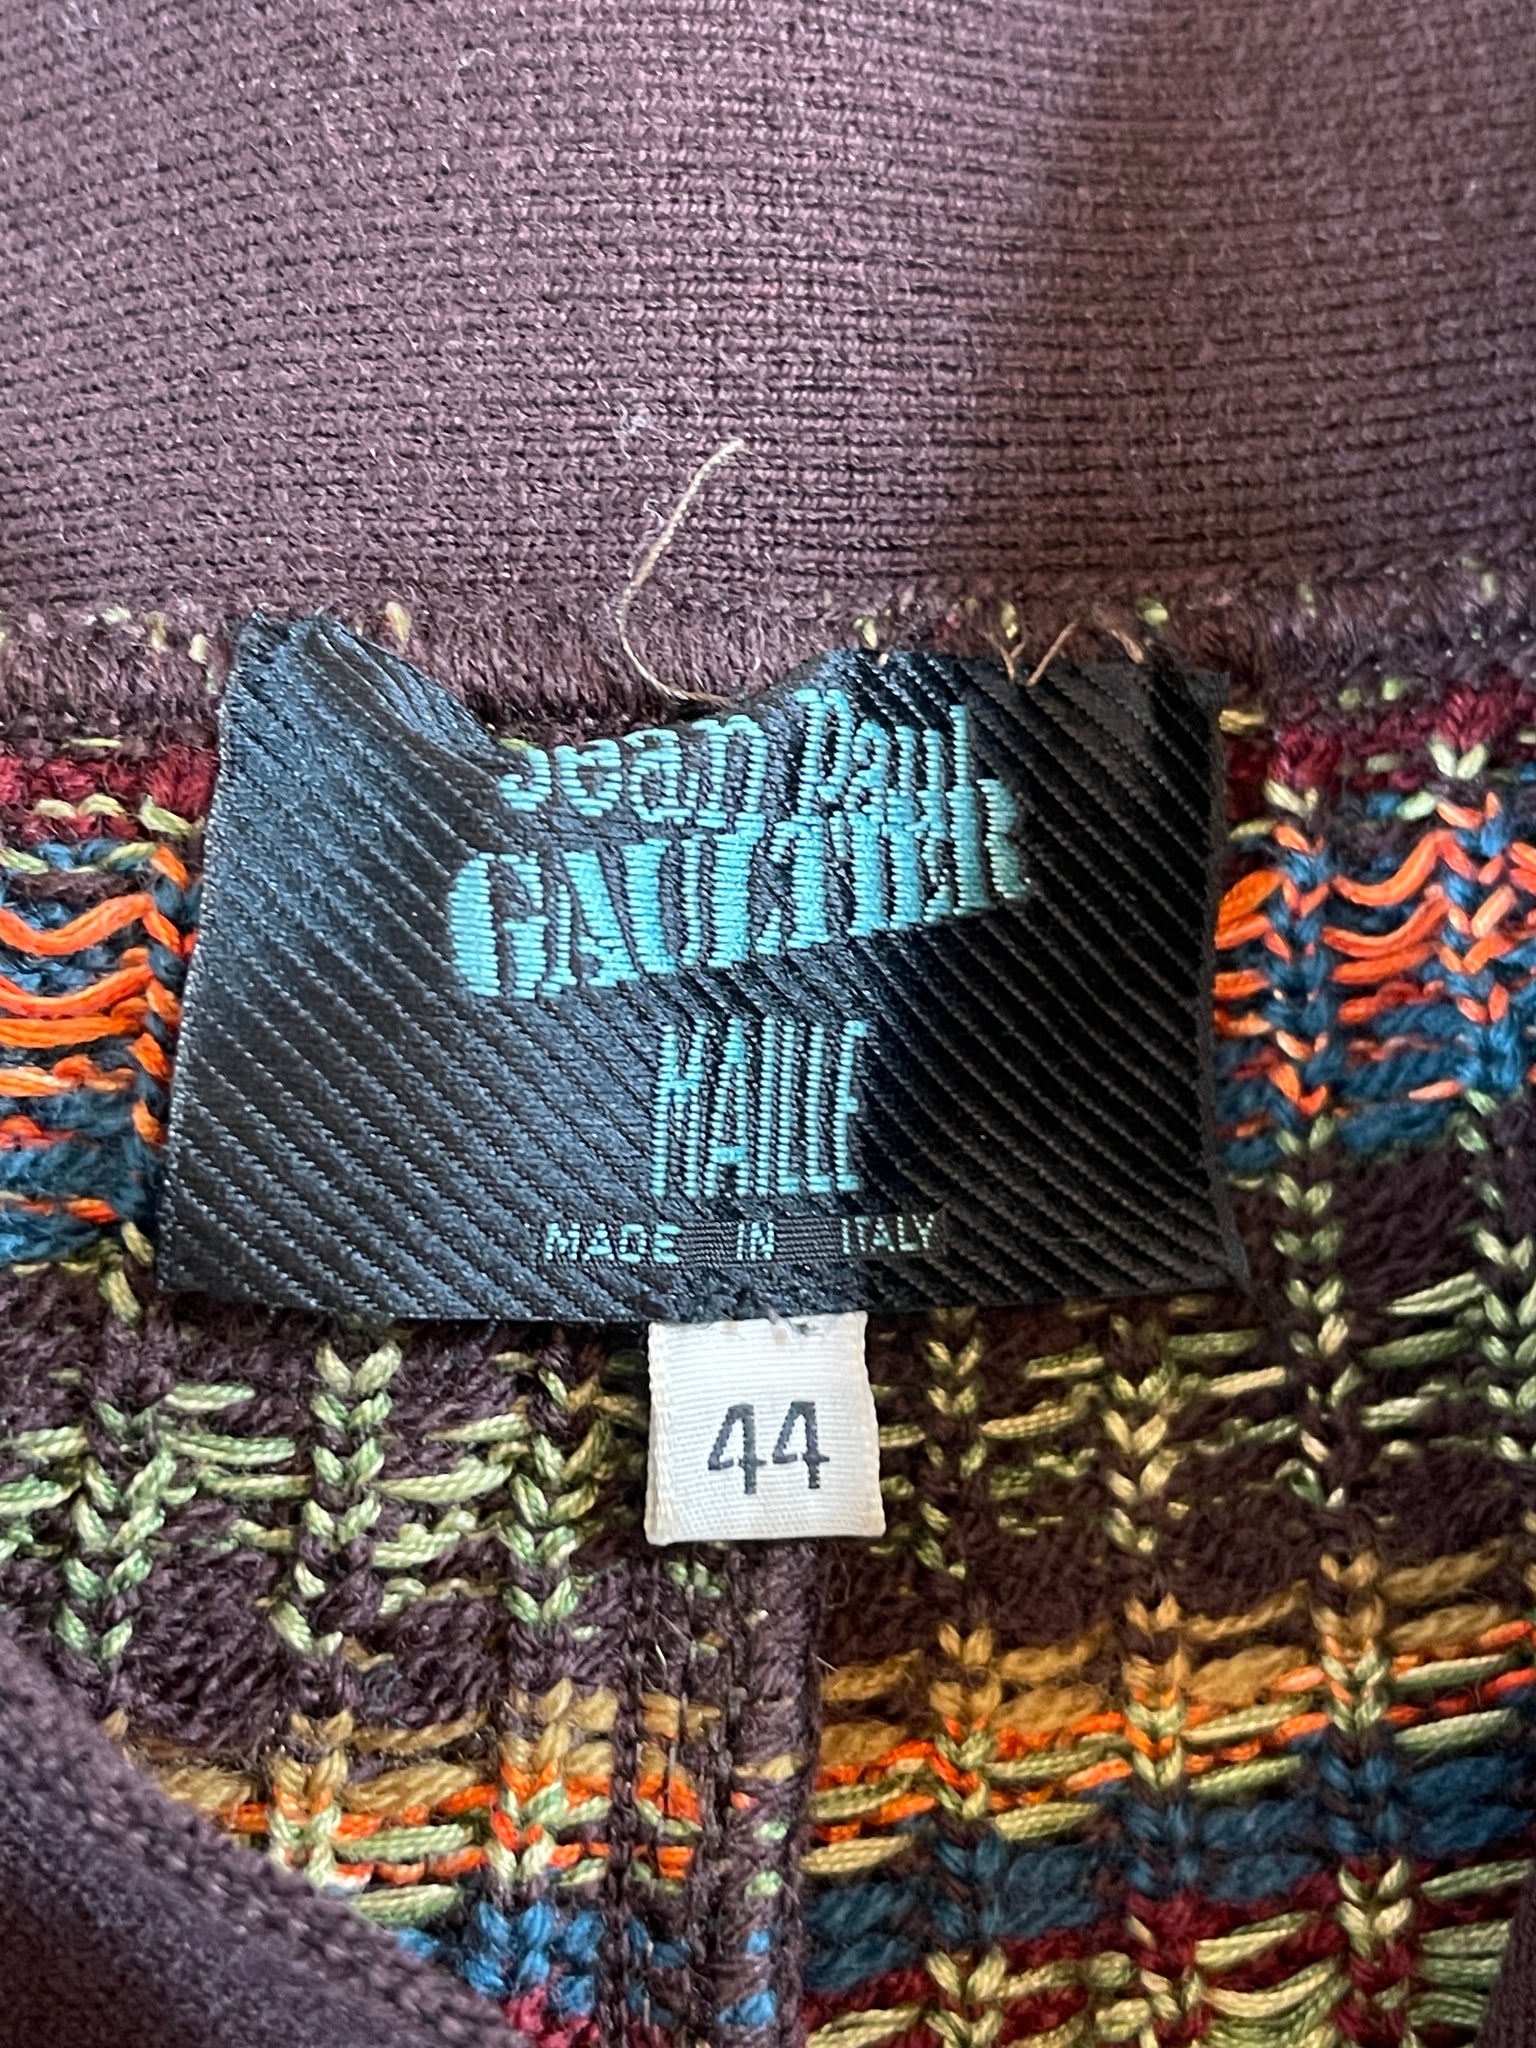 Jean Paul
GAULTIER
MAILLE
MADE IN ITALY
44